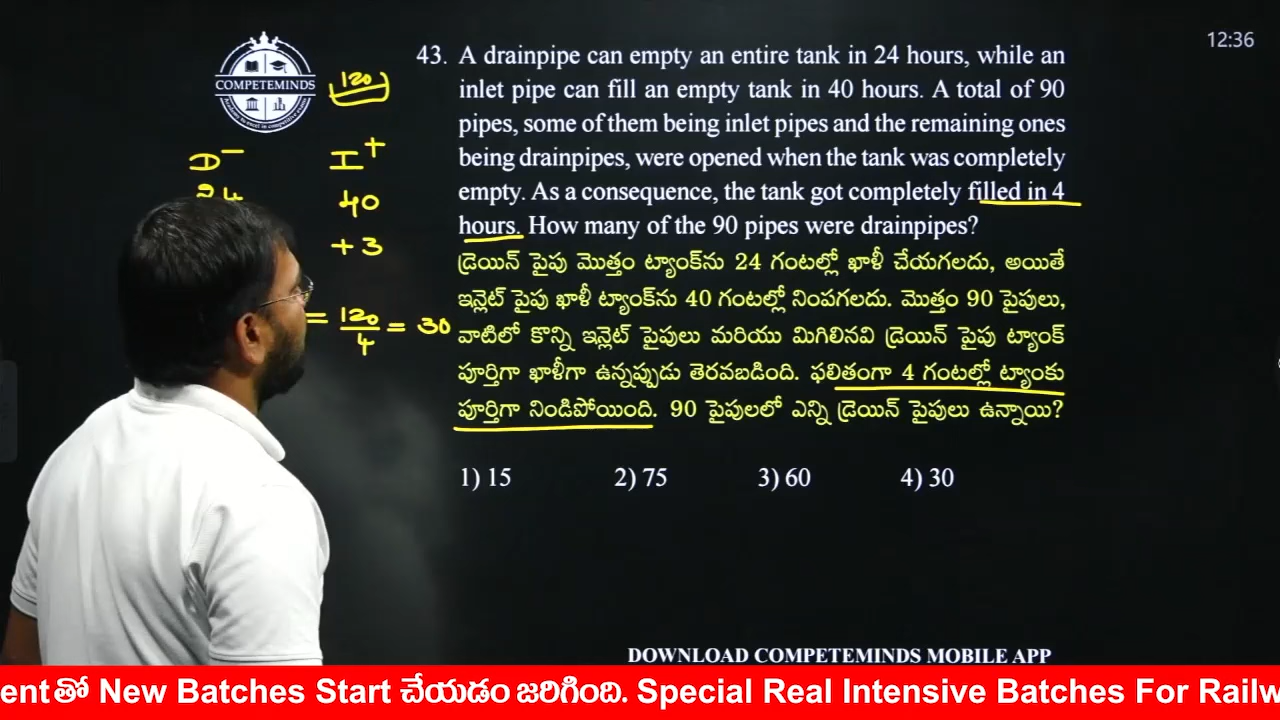 12:36
COMPETEMINDS
120
D⁻ I⁺
24 40
+3
= 120/4 = 30
43. A drainpipe can empty an entire tank in 24 hours, while an
inlet pipe can fill an empty tank in 40 hours. A total of 90
pipes, some of them being inlet pipes and the remaining ones
being drainpipes, were opened when the tank was completely
empty. As a consequence, the tank got completely filled in 4
hours. How many of the 90 pipes were drainpipes?
డ్రెయిన్ పైపు మొత్తం ట్యాంక్‌ను 24 గంటల్లో ఖాళీ చేయగలదు, అయితే
ఇన్లెట్ పైపు ఖాళీ ట్యాంక్‌ను 40 గంటల్లో నింపగలదు. మొత్తం 90 పైపులు,
వాటిలో కొన్ని ఇన్లెట్ పైపులు మరియు మిగిలినవి డ్రెయిన్ పైపు ట్యాంక్
పూర్తిగా ఖాళీగా ఉన్నప్పుడు తెరవబడింది. ఫలితంగా 4 గంటల్లో ట్యాంకు
పూర్తిగా నిండిపోయింది. 90 పైపులలో ఎన్ని డ్రెయిన్ పైపులు ఉన్నాయి?
1) 15 2) 75 3) 60 4) 30
DOWNLOAD COMPETEMINDS MOBILE APP
entతో New Batches Start చేయడం జరిగింది. Special Real Intensive Batches For Railw